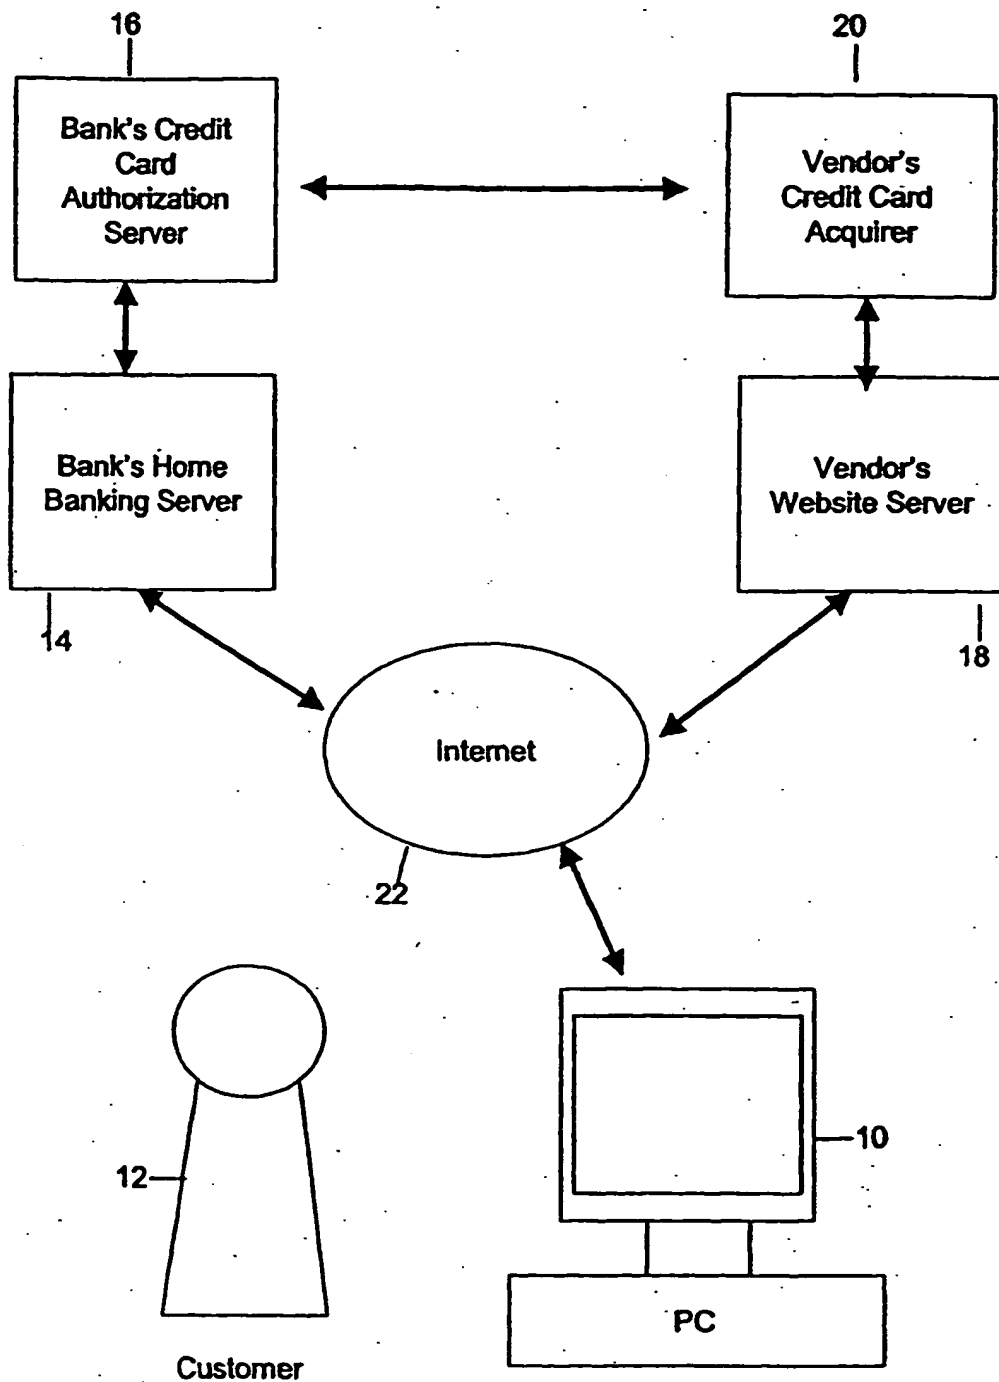 16
20
Bank's Credit
Card
Authorization
Server
Vendor's
Credit Card
Acquirer
Bank's Home
Banking Server
Vendor's
Website Server
14
18
Internet
22
12
10
PC
Customer